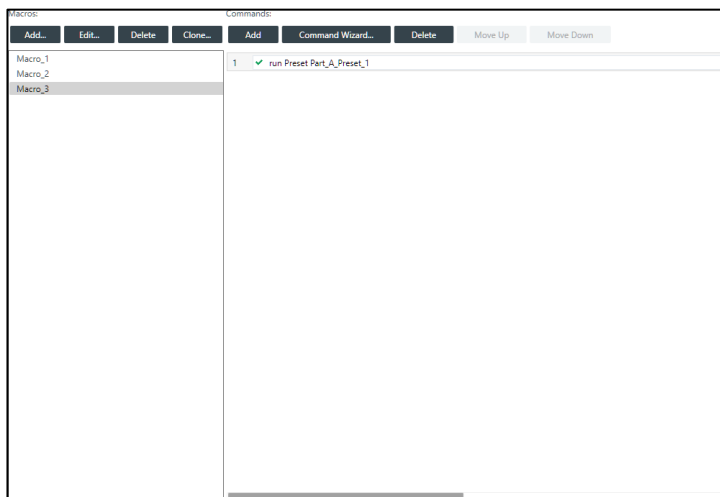 Macros:
Commands:
Add... Edit... Delete Clone... Add Command Wizard... Delete Move Up Move Down
Macro_1
Macro_2
Macro_3
1 run Preset Part_A_Preset_1